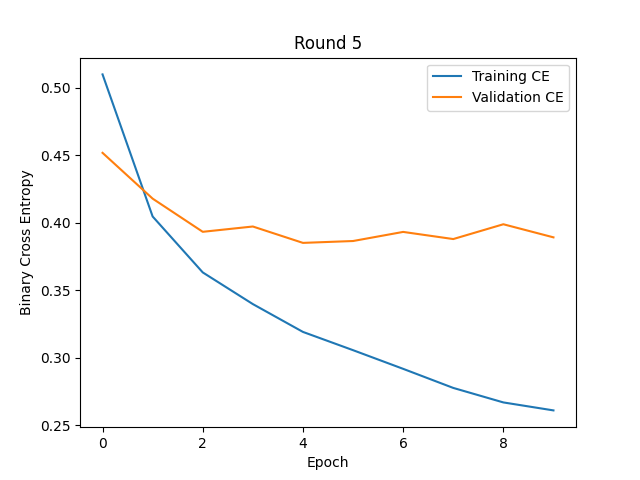 Round 5
Training CE
Validation CE
Binary Cross Entropy
0.50
0.45
0.40
0.35
0.30
0.25
0 2 4 6 8
Epoch